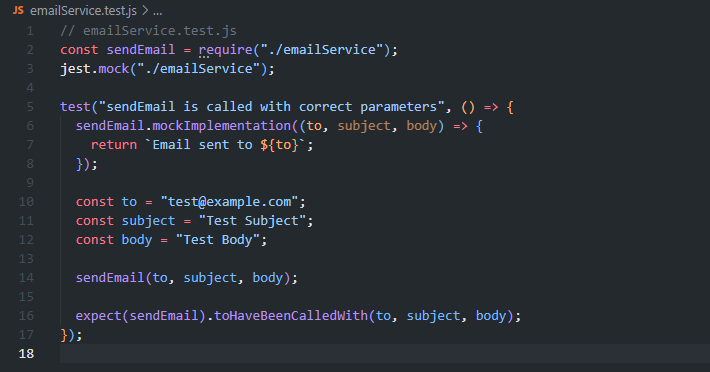 JS emailService.test.js > ...
1 // emailService.test.js
2 const sendEmail = require("./emailService");
3 jest.mock("./emailService");
4
5 test("sendEmail is called with correct parameters", () => {
6   sendEmail.mockImplementation((to, subject, body) => {
7     return `Email sent to ${to}`;
8   });
9
10   const to = "test@example.com";
11   const subject = "Test Subject";
12   const body = "Test Body";
13
14   sendEmail(to, subject, body);
15
16   expect(sendEmail).toHaveBeenCalledWith(to, subject, body);
17 });
18